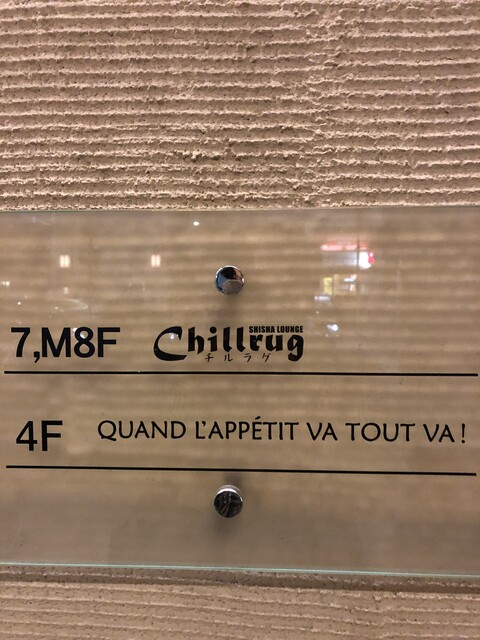 7,M8F Chillrug SHISHA LOUNGE
チルラグ
4F QUAND L'APPÉTIT VA TOUT VA!